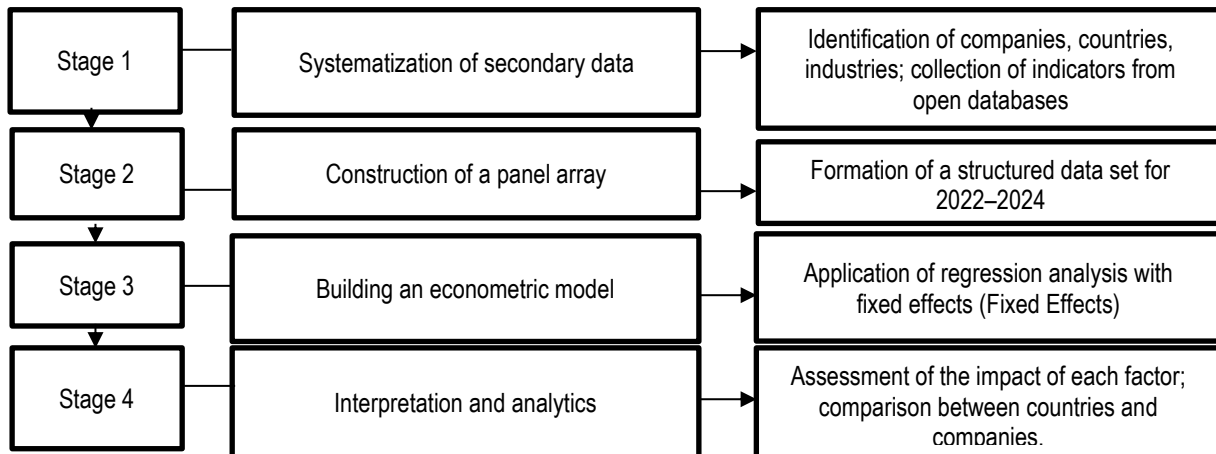 Stage 1
Systematization of secondary data
Identification of companies, countries,
industries; collection of indicators from
open databases
Stage 2
Construction of a panel array
Formation of a structured data set for
2022–2024
Stage 3
Building an econometric model
Application of regression analysis with
fixed effects (Fixed Effects)
Stage 4
Interpretation and analytics
Assessment of the impact of each factor;
comparison between countries and
companies.